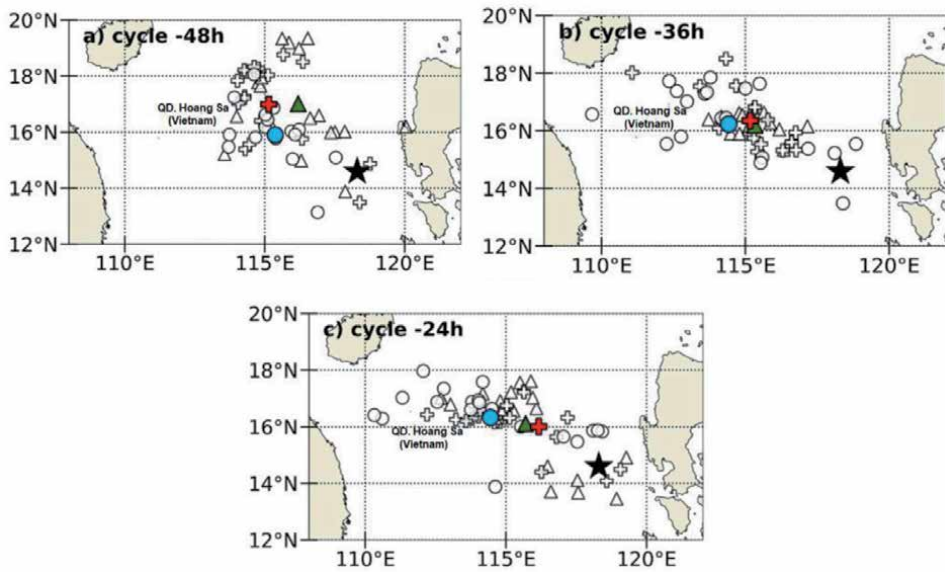 a) cycle -48h
20°N
18°N
16°N
14°N
12°N
QD. Hoang Sa
(Vietnam)
110°E 115°E 120°E
b) cycle -36h
20°N
18°N
16°N
14°N
12°N
QD. Hoang Sa
(Vietnam)
110°E 115°E 120°E
c) cycle -24h
20°N
18°N
16°N
14°N
12°N
QD. Hoang Sa
(Vietnam)
110°E 115°E 120°E